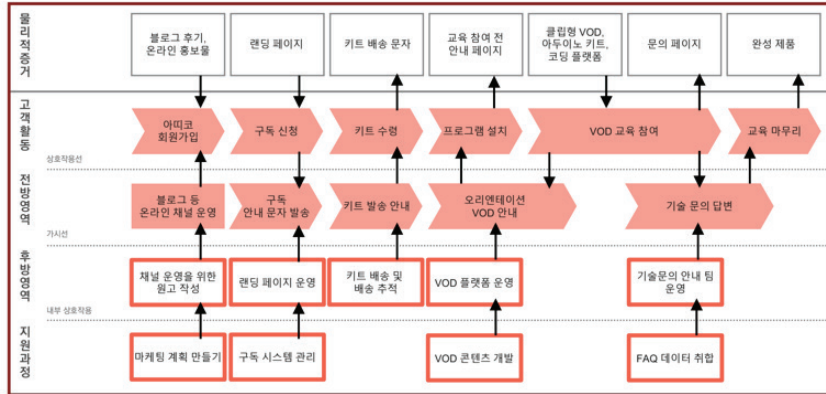 물리적증거
블로그 후기,
온라인 홍보물
랜딩 페이지
키트 배송 문자
교육 참여 전
안내 페이지
클립형 VOD,
아두이노 키트,
코딩 플랫폼
문의 페이지
완성 제품
고객활동
아띠코
회원가입
구독 신청
키트 수령
프로그램 설치
VOD 교육 참여
교육 마무리
상호작용선
전방영역
블로그 등
온라인 채널 운영
구독
안내 문자 발송
키트 발송 안내
오리엔테이션
VOD 안내
기술 문의 답변
가시선
후방영역
채널 운영을 위한
원고 작성
랜딩 페이지 운영
키트 배송 및
배송 추적
VOD 플랫폼 운영
기술문의 안내 팀
운영
내부 상호작용
지원과정
마케팅 계획 만들기
구독 시스템 관리
VOD 콘텐츠 개발
FAQ 데이터 취합